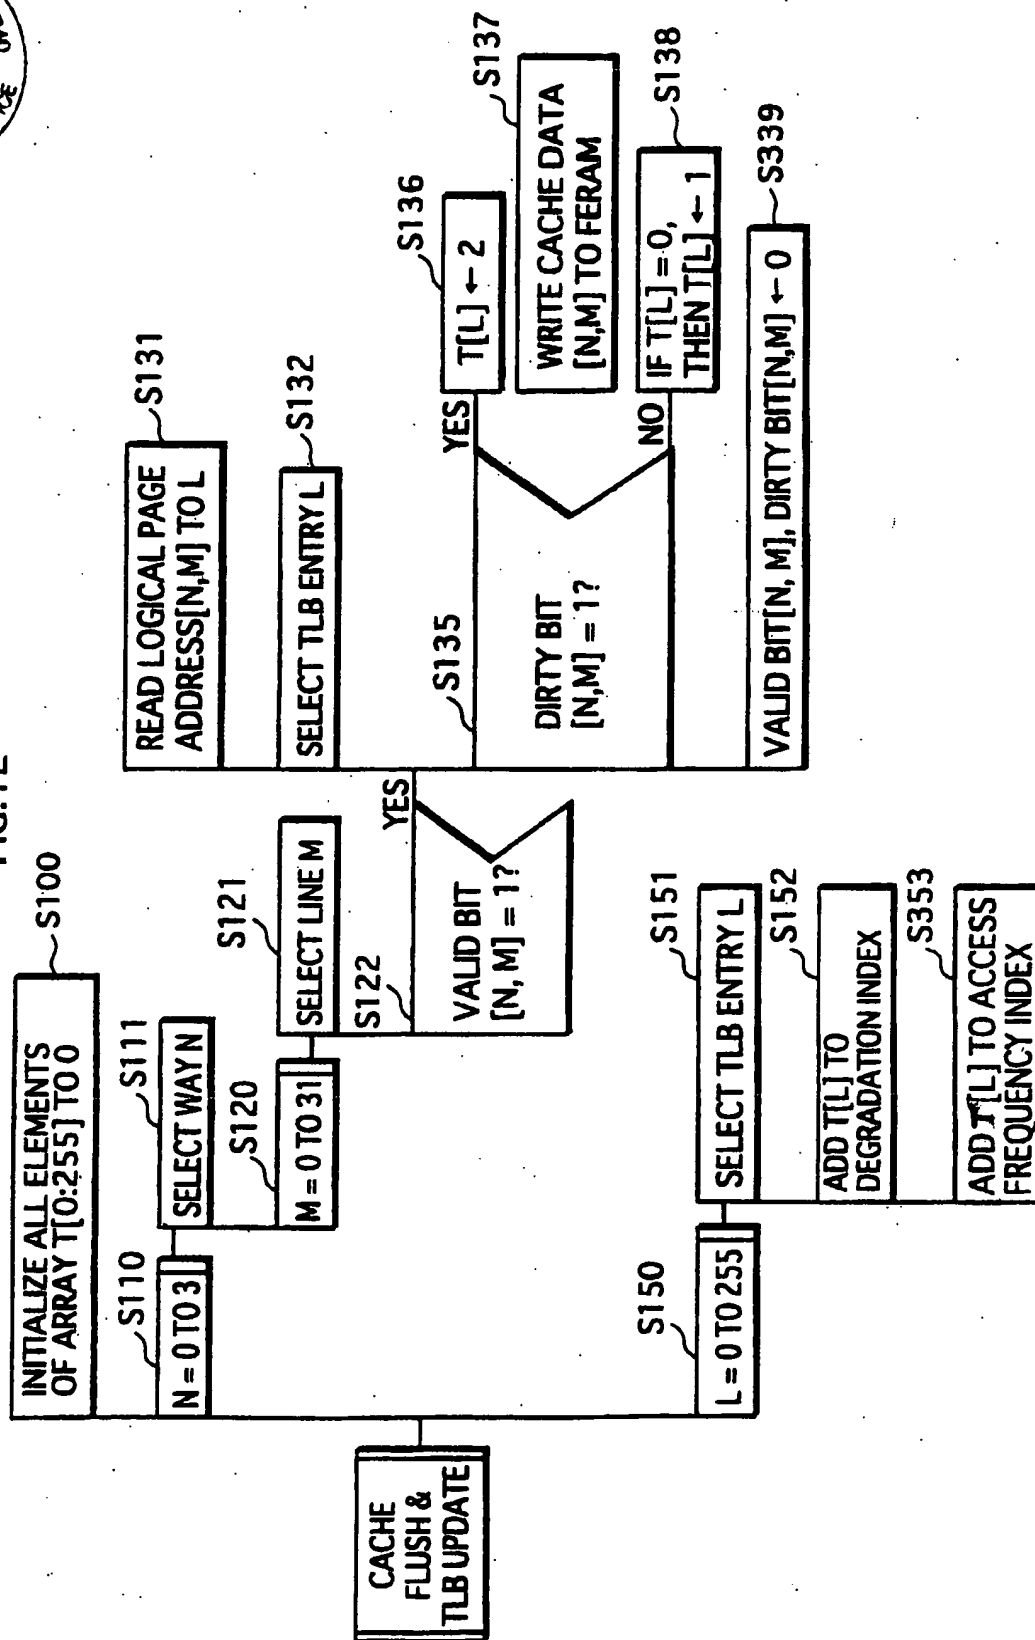 S100
INITIALIZE ALL ELEMENTS
OF ARRAY T[0:255] TO 0
S110
N = 0 TO 3
S111
SELECT WAY N
S120
M = 0 TO 31
S121
SELECT LINE M
S122
VALID BIT
[N, M] = 1?
YES
S131
READ LOGICAL PAGE
ADDRESS[N,M] TO L
S132
SELECT TLB ENTRY L
S135
DIRTY BIT
[N,M] = 1?
YES
S136
T[L] ← 2
S137
WRITE CACHE DATA
[N,M] TO FERAM
NO
S138
IF T[L] = 0,
THEN T[L] ← 1
S339
VALID BIT[N, M], DIRTY BIT[N,M] ← 0
CACHE
FLUSH &
TLB UPDATE
S150
L = 0 TO 255
S151
SELECT TLB ENTRY L
S152
ADD T[L] TO
DEGRADATION INDEX
S353
ADD T[L] TO ACCESS
FREQUENCY INDEX